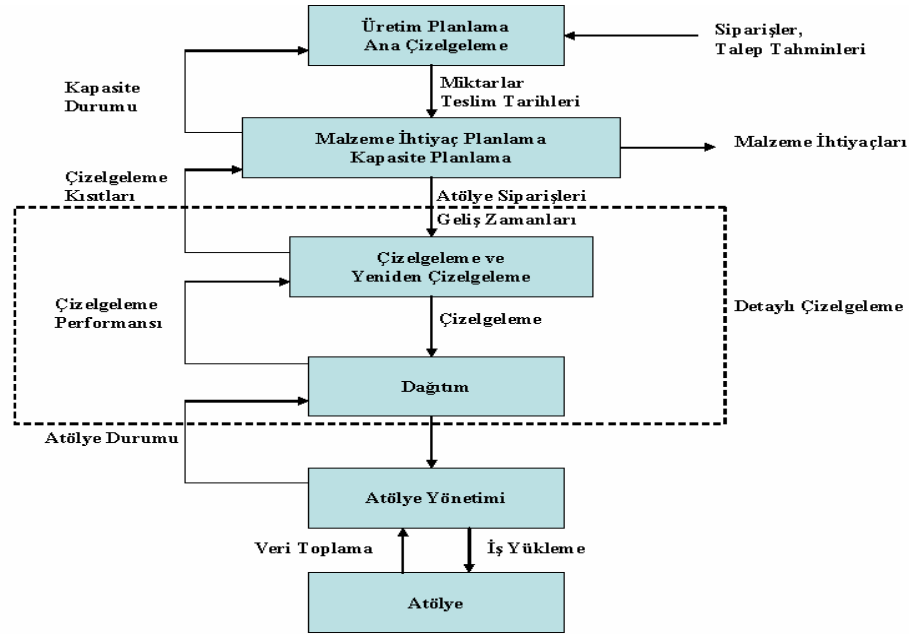 Üretim Planlama
Ana Çizelgeleme
Siparişler,
Talep Tahminleri
Kapasite
Durumu
Miktarlar
Teslim Tarihleri
Malzeme İhtiyaç Planlama
Kapasite Planlama
Malzeme İhtiyaçları
Çizelgeleme
Kısıtları
Atölye Siparişleri
Geliş Zamanları
Çizelgeleme ve
Yeniden Çizelgeleme
Çizelgeleme
Performansı
Çizelgeleme
Detaylı Çizelgeleme
Dağıtım
Atölye Durumu
Atölye Yönetimi
Veri Toplama
İş Yükleme
Atölye